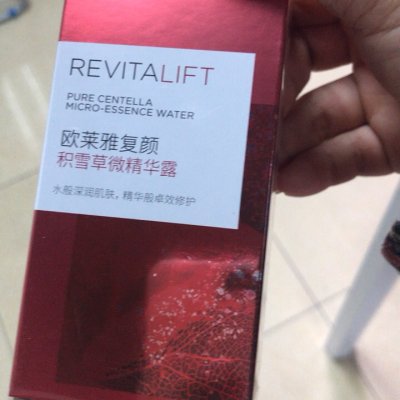 REVITALIFT
PURE CENTELLA
MICRO-ESSENCE WATER
欧莱雅复颜
积雪草微精华露
水般深润肌肤，精华般卓效修护